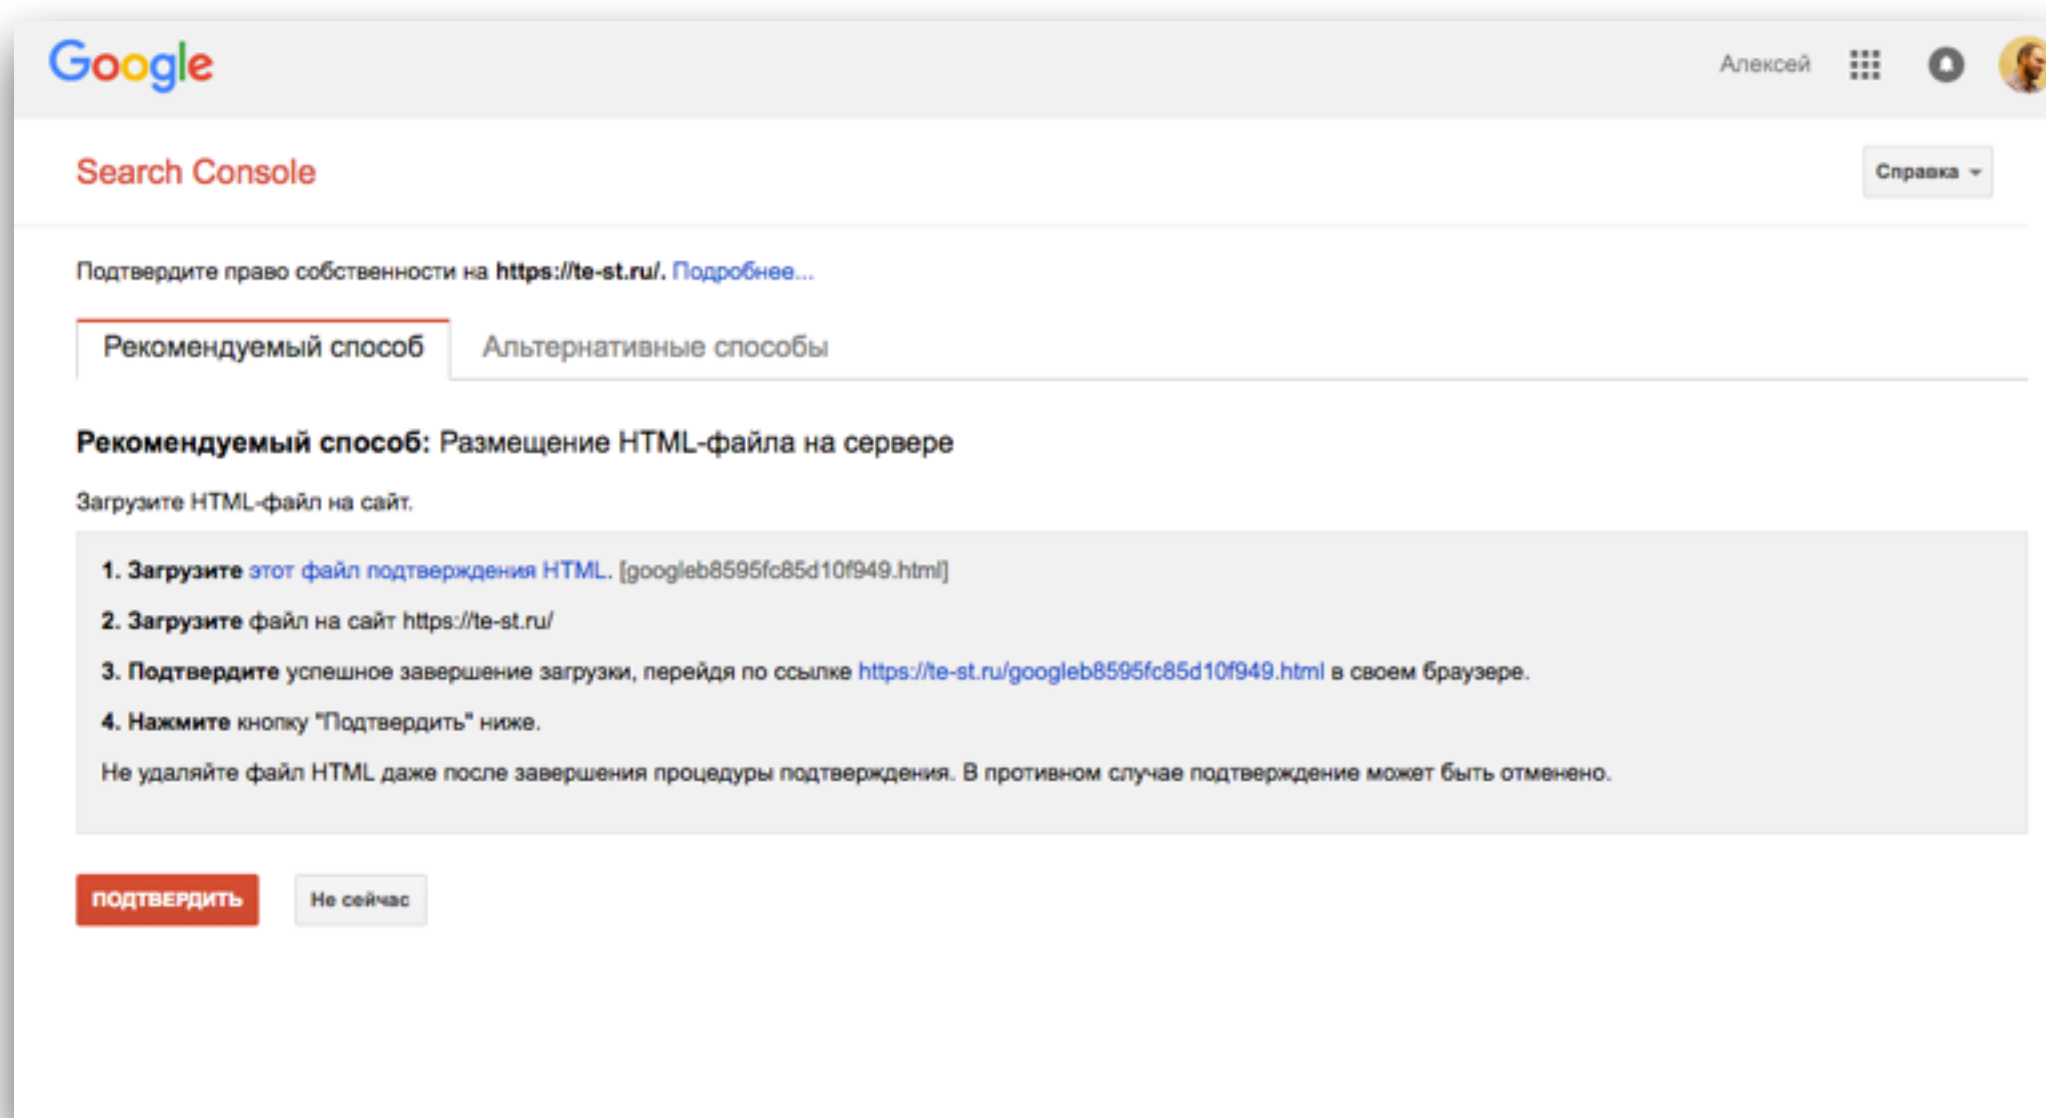 Google
Алексей
Search Console
Справка
Подтвердите право собственности на https://te-st.ru/. Подробнее...
Рекомендуемый способ
Альтернативные способы
Рекомендуемый способ: Размещение HTML-файла на сервере
Загрузите HTML-файл на сайт.
1. Загрузите этот файл подтверждения HTML. [googleb8595fc85d10f949.html]
2. Загрузите файл на сайт https://te-st.ru/
3. Подтвердите успешное завершение загрузки, перейдя по ссылке https://te-st.ru/googleb8595fc85d10f949.html в своем браузере.
4. Нажмите кнопку "Подтвердить" ниже.
Не удаляйте файл HTML даже после завершения процедуры подтверждения. В противном случае подтверждение может быть отменено.
ПОДТВЕРДИТЬ
Не сейчас